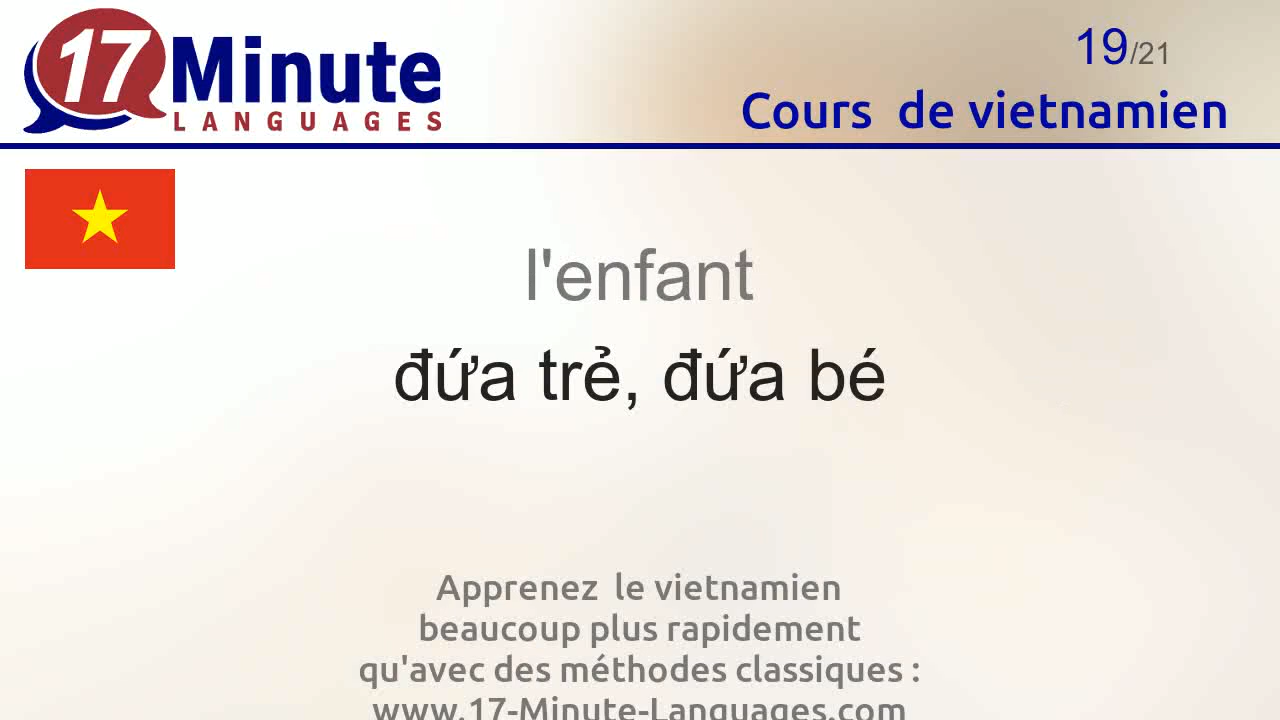 17 Minute
LANGUAGES
19/21
Cours de vietnamien
l'enfant
đứa trẻ, đứa bé
Apprenez le vietnamien
beaucoup plus rapidement
qu'avec des méthodes classiques :
www.17-Minute-Languages.com